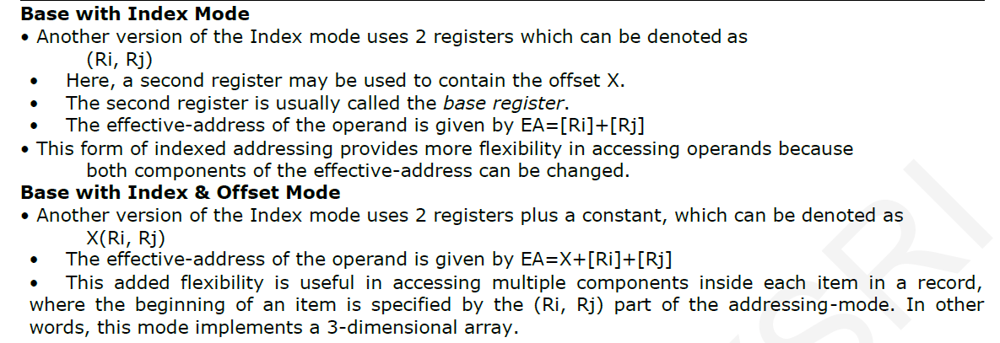 Base with Index Mode
• Another version of the Index mode uses 2 registers which can be denoted as
(Ri, Rj)
• Here, a second register may be used to contain the offset X.
• The second register is usually called the base register.
• The effective-address of the operand is given by EA=[Ri]+[Rj]
• This form of indexed addressing provides more flexibility in accessing operands because
both components of the effective-address can be changed.
Base with Index & Offset Mode
• Another version of the Index mode uses 2 registers plus a constant, which can be denoted as
X(Ri, Rj)
• The effective-address of the operand is given by EA=X+[Ri]+[Rj]
• This added flexibility is useful in accessing multiple components inside each item in a record,
where the beginning of an item is specified by the (Ri, Rj) part of the addressing-mode. In other
words, this mode implements a 3-dimensional array.